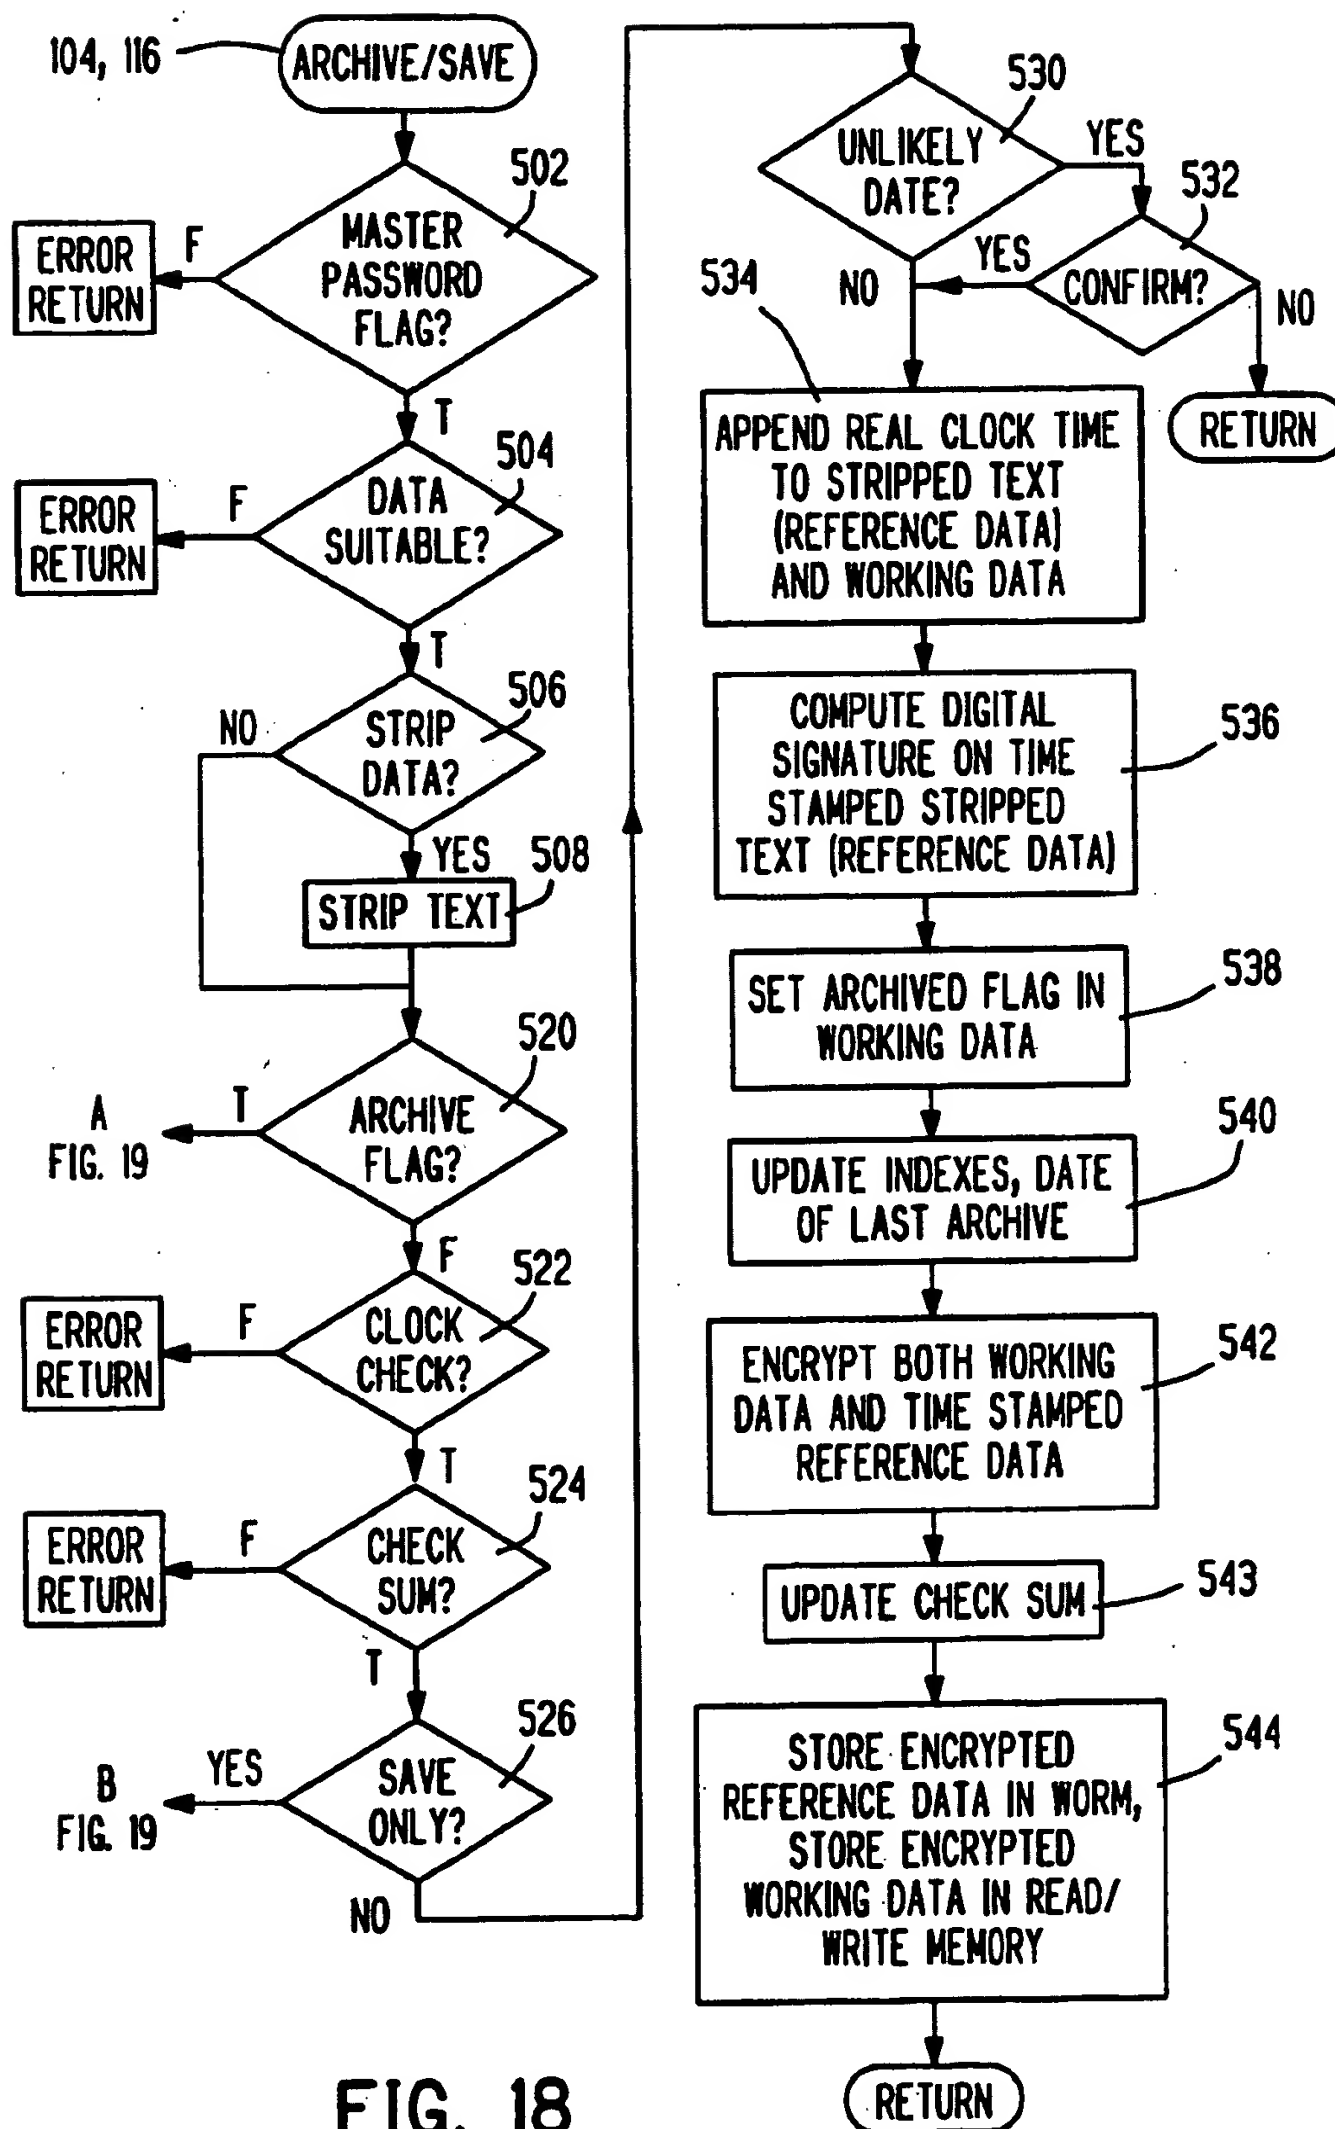 104, 116
ARCHIVE/SAVE
502
MASTER
PASSWORD
FLAG?
F
ERROR
RETURN
T
504
DATA
SUITABLE?
F
ERROR
RETURN
T
506
STRIP
DATA?
NO
YES
508
STRIP TEXT
520
ARCHIVE
FLAG?
T
A
FIG. 19
F
522
CLOCK
CHECK?
F
ERROR
RETURN
T
524
CHECK
SUM?
F
ERROR
RETURN
T
526
SAVE
ONLY?
YES
B
FIG. 19
NO
530
UNLIKELY
DATE?
YES
532
CONFIRM?
YES
NO
RETURN
NO
534
APPEND REAL CLOCK TIME
TO STRIPPED TEXT
(REFERENCE DATA)
AND WORKING DATA
536
COMPUTE DIGITAL
SIGNATURE ON TIME
STAMPED STRIPPED
TEXT (REFERENCE DATA)
538
SET ARCHIVED FLAG IN
WORKING DATA
540
UPDATE INDEXES, DATE
OF LAST ARCHIVE
542
ENCRYPT BOTH WORKING
DATA AND TIME STAMPED
REFERENCE DATA
543
UPDATE CHECK SUM
544
STORE ENCRYPTED
REFERENCE DATA IN WORM,
STORE ENCRYPTED
WORKING DATA IN READ/
WRITE MEMORY
RETURN
FIG. 18